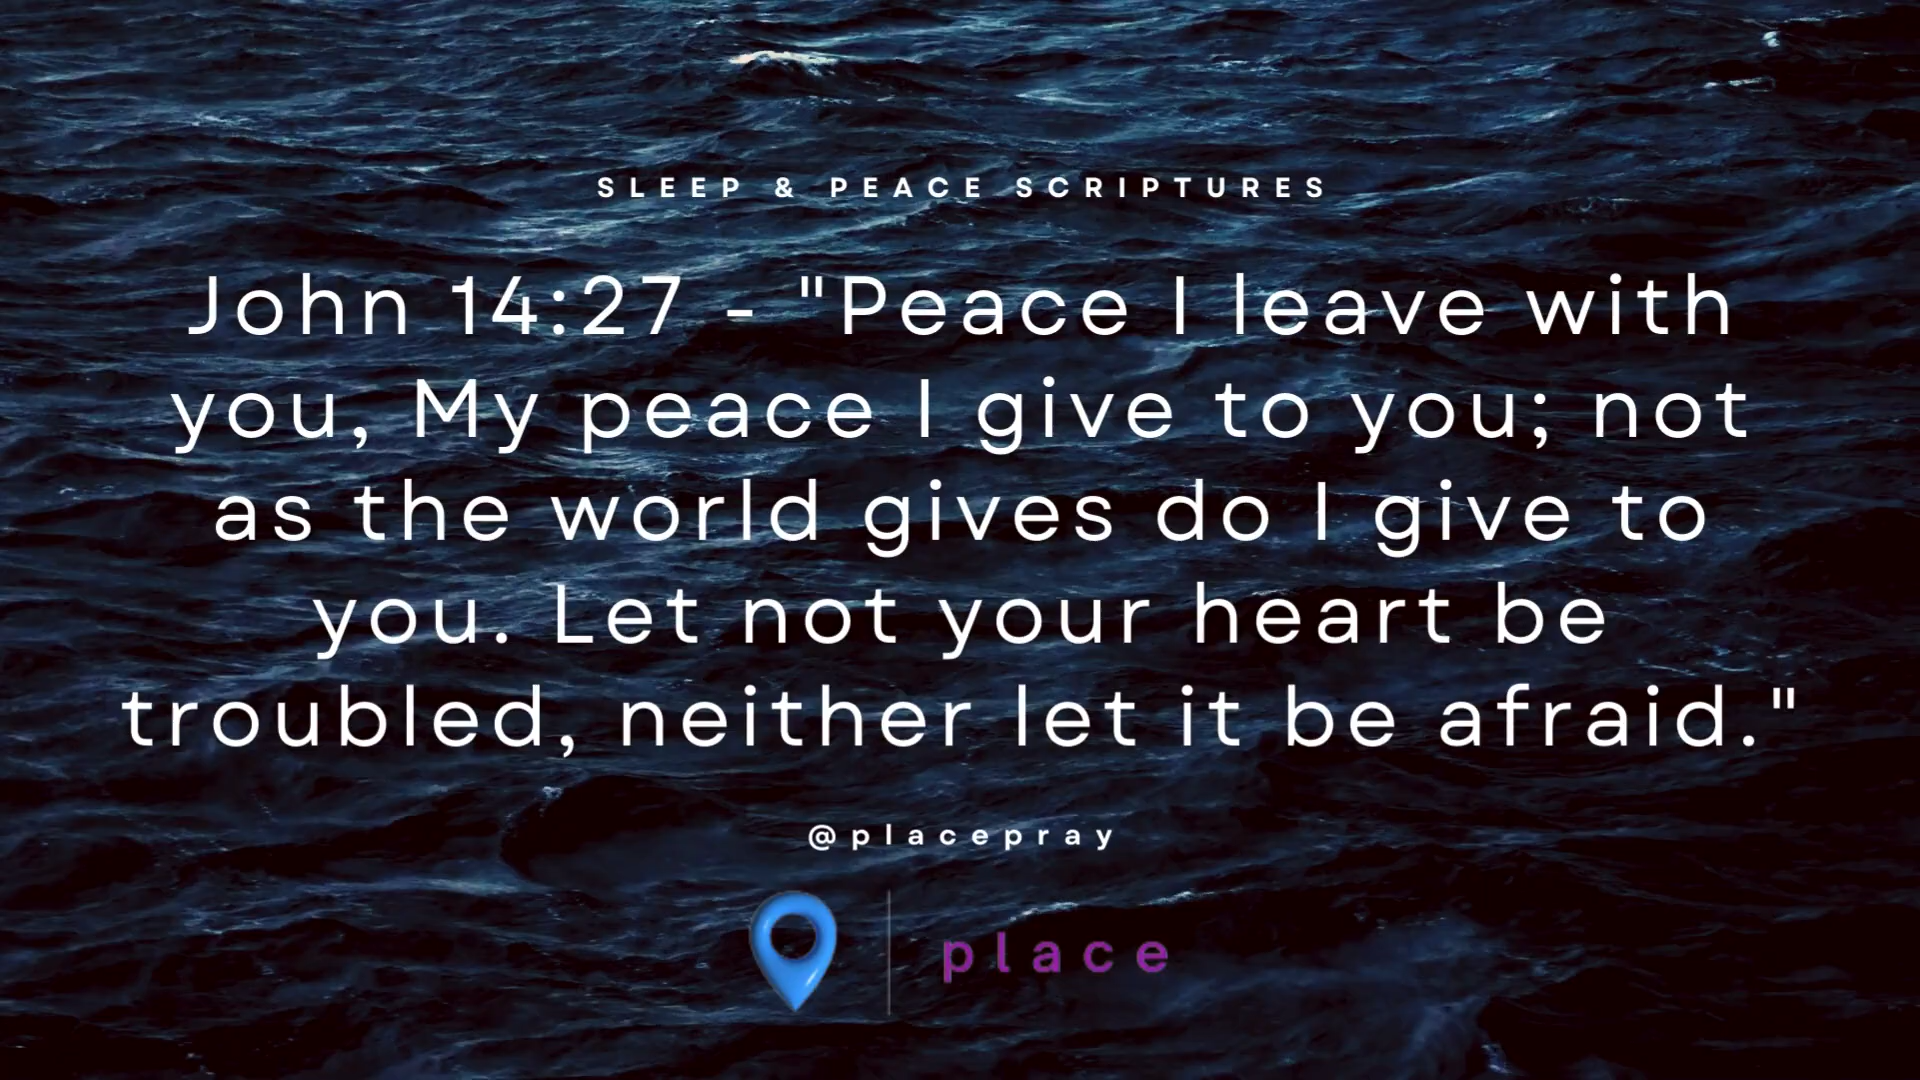 SLEEP & PEACE SCRIPTURES
John 14:27 - "Peace I leave with
you, My peace I give to you; not
as the world gives do I give to
you. Let not your heart be
troubled, neither let it be afraid."
@placepray
place